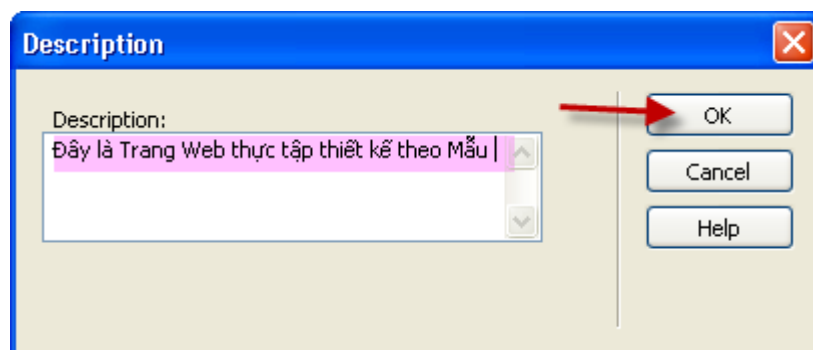 Description
Description:
Đây là Trang Web thực tập thiết kế theo Mẫu
OK
Cancel
Help